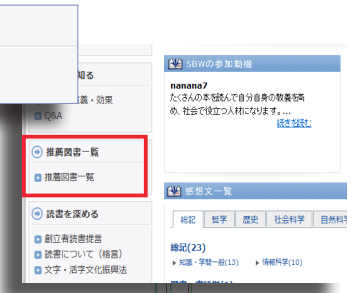 知る
義・効果
Q&A
推薦図書一覧
推薦図書一覧
読書を深める
創立者読書提言
読書について（格言）
文字・活字文化振興法
SBWの参加動機
nanana7
たくさんの本を読んで自分自身の教養を高
め、社会で役立つ人材になります。...
続きを読む
感想文一覧
総記 哲学 歴史 社会科学 自然科学
総記(23)
知識・学問一般(13) 情報科学(10)